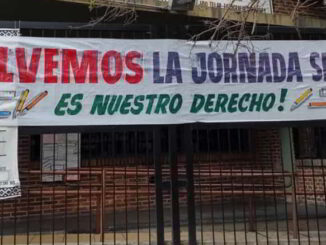 LVEMOS LA JORNADA S
ES NUESTRO DERECHO!